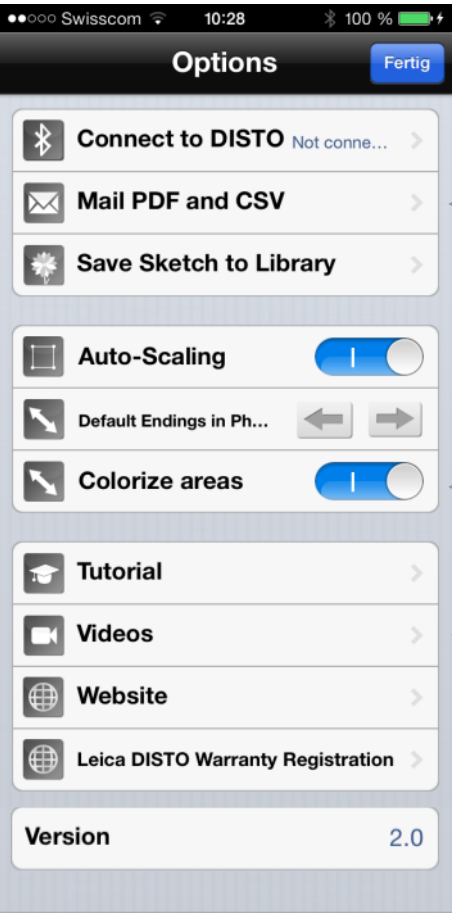 Swisscom 10:28 100 %
Options Fertig
Connect to DISTO Not conne...
Mail PDF and CSV
Save Sketch to Library
Auto-Scaling
Default Endings in Ph...
Colorize areas
Tutorial
Videos
Website
Leica DISTO Warranty Registration
Version 2.0